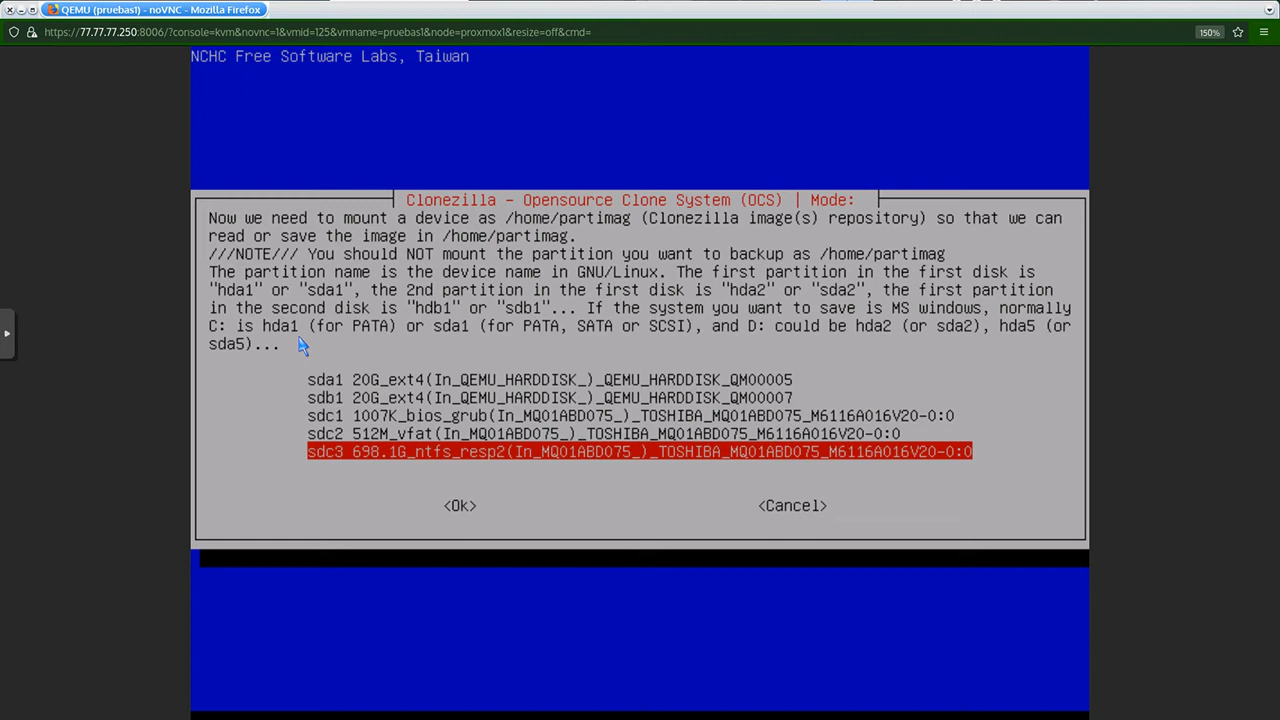 QEMU (pruebas1) - noVNC - Mozilla Firefox
https://77.77.77.250:8006/?console=kvm&novnc=1&vmid=125&vmname=pruebas1&node=proxmox1&resize=off&cmd=
150%
NCHC Free Software Labs, Taiwan
Clonezilla - Opensource Clone System (OCS) | Mode:
Now we need to mount a device as /home/partimag (Clonezilla image(s) repository) so that we can
read or save the image in /home/partimag.
///NOTE/// You should NOT mount the partition you want to backup as /home/partimag
The partition name is the device name in GNU/Linux. The first partition in the first disk is
"hda1" or "sda1", the 2nd partition in the first disk is "hda2" or "sda2", the first partition
in the second disk is "hdb1" or "sdb1"... If the system you want to save is MS windows, normally
C: is hda1 (for PATA) or sda1 (for PATA, SATA or SCSI), and D: could be hda2 (or sda2), hda5 (or
sda5)...
sda1 20G_ext4(In_QEMU_HARDDISK_)_QEMU_HARDDISK_QM00005
sdb1 20G_ext4(In_QEMU_HARDDISK_)_QEMU_HARDDISK_QM00007
sdc1 1007K_bios_grub(In_MQ01ABD075_)_TOSHIBA_MQ01ABD075_M6116A016V20-0:0
sdc2 512M_vfat(In_MQ01ABD075_)_TOSHIBA_MQ01ABD075_M6116A016V20-0:0
sdc3 698.1G_ntfs_resp2(In_MQ01ABD075_)_TOSHIBA_MQ01ABD075_M6116A016V20-0:0
<Ok> <Cancel>